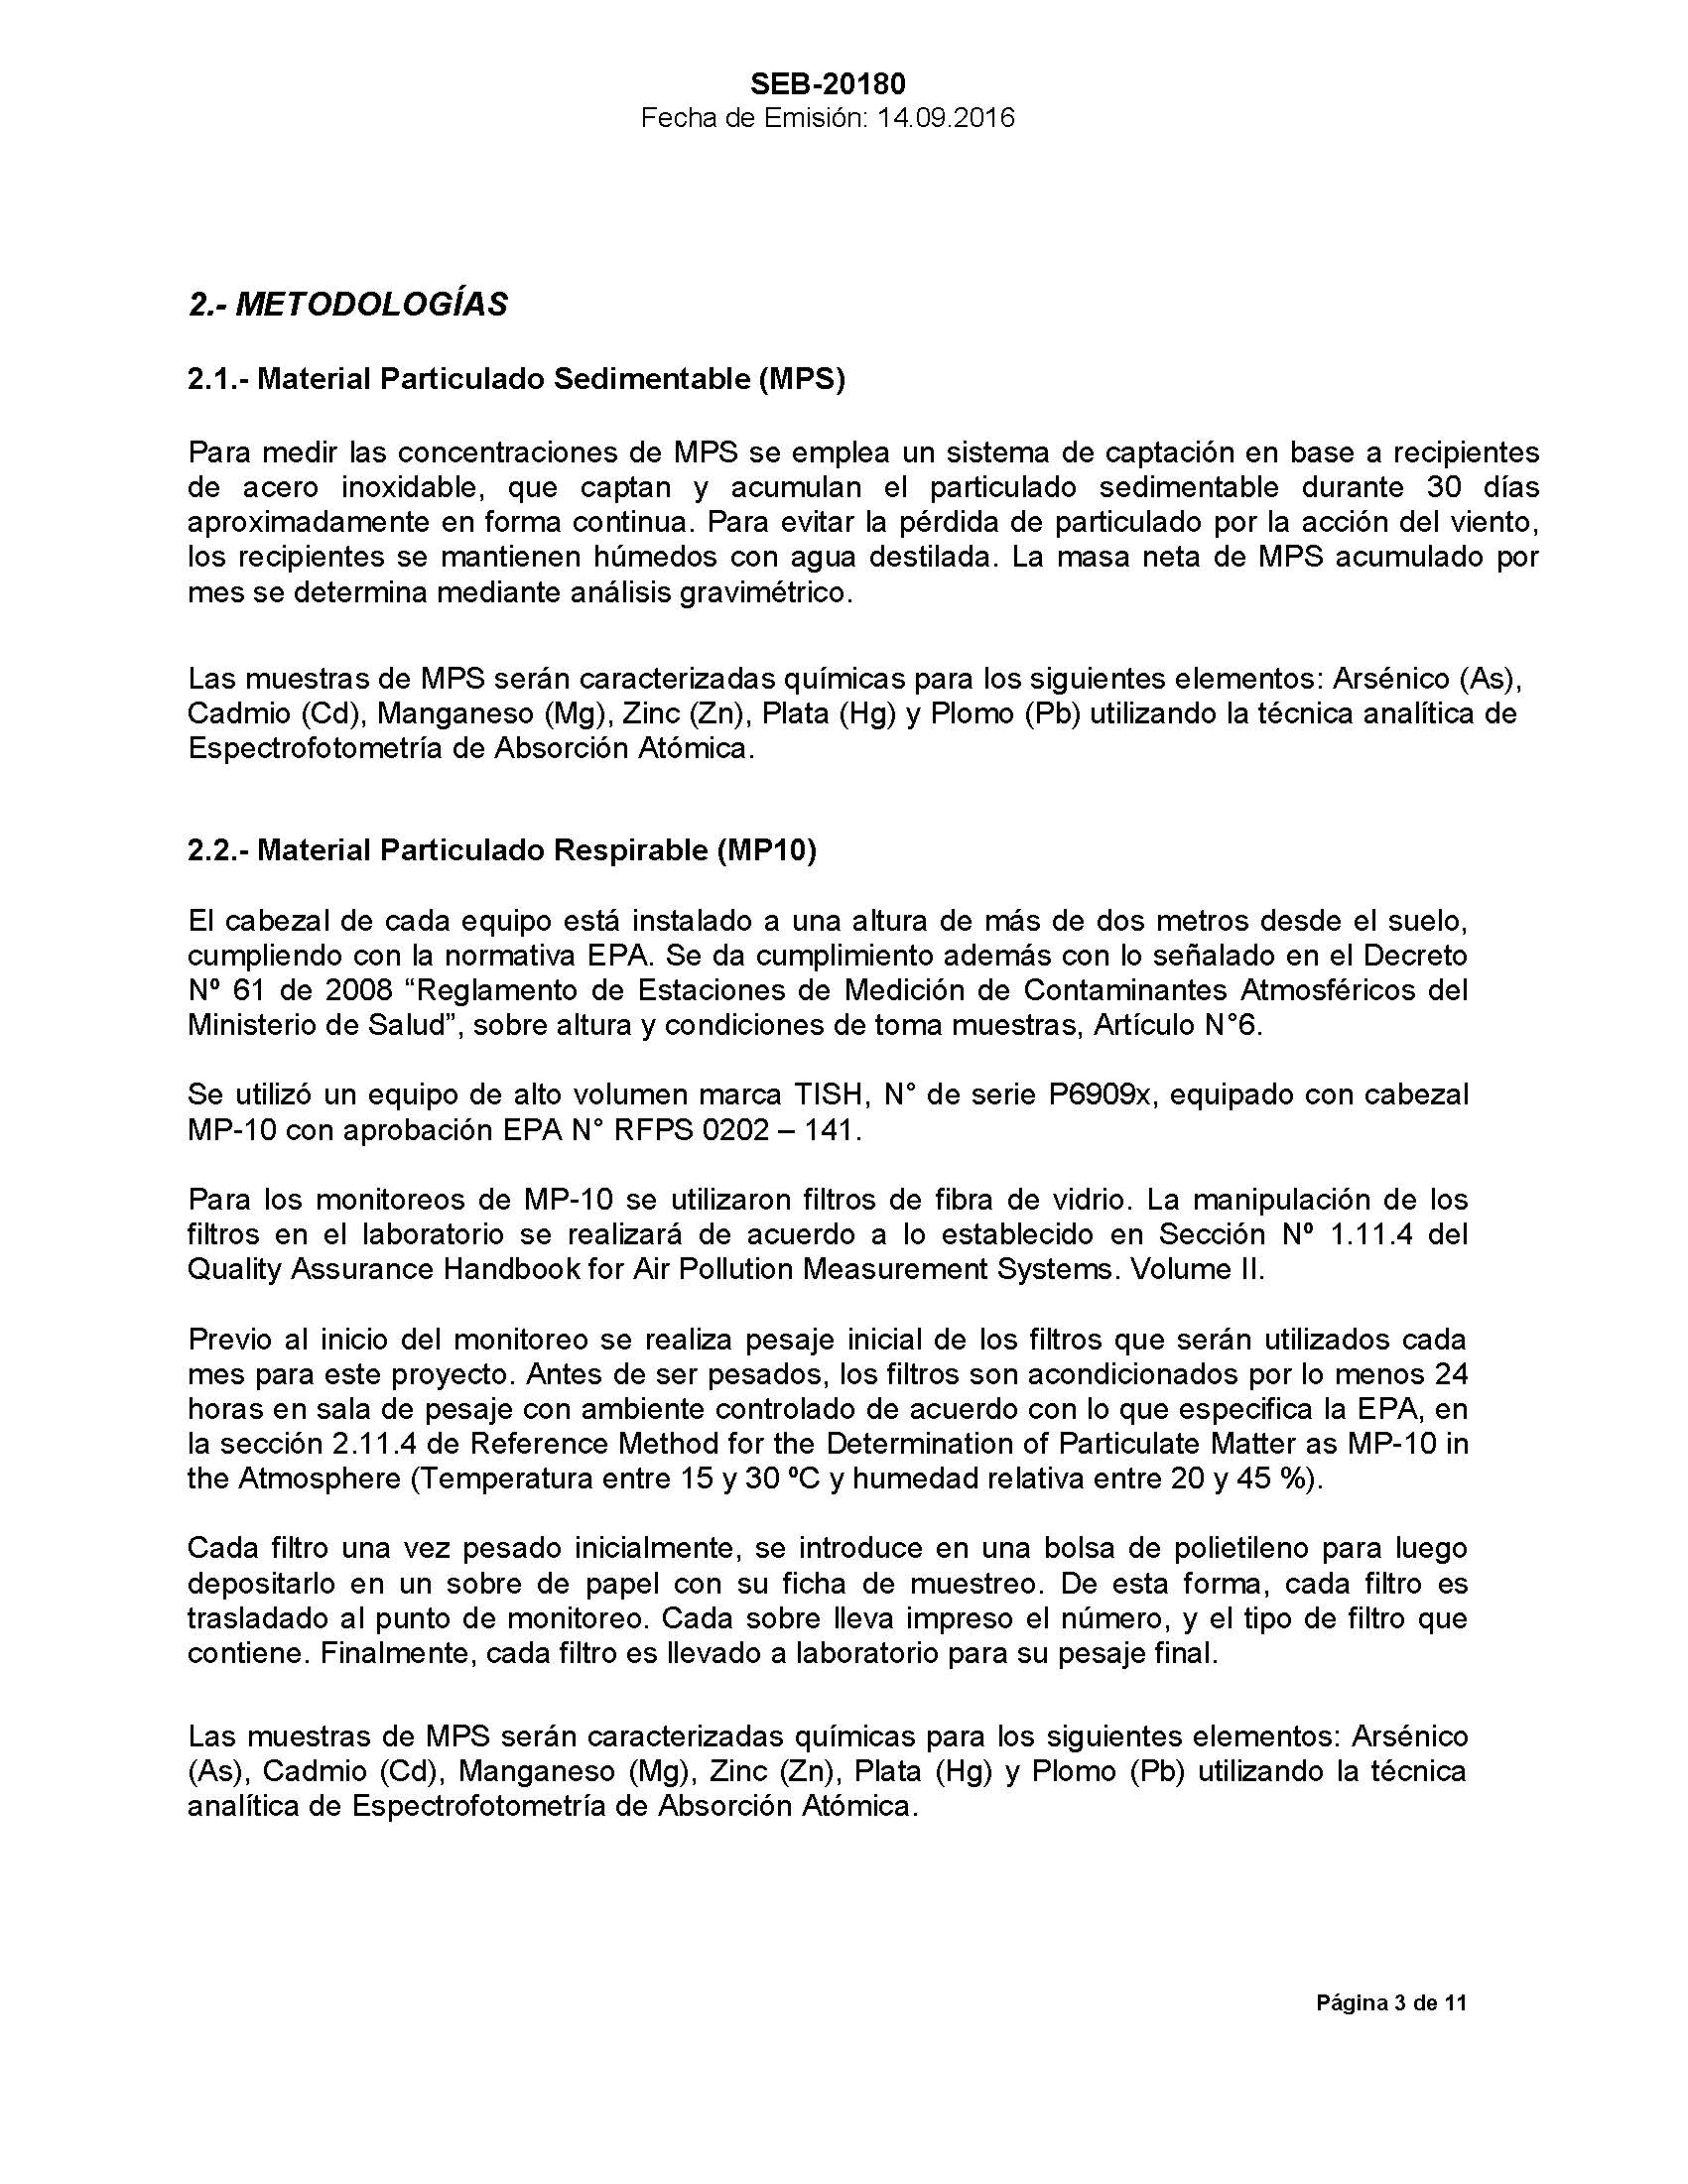 SEB-20180
Fecha de Emisión: 14.09.2016
2.- METODOLOGÍAS
2.1.- Material Particulado Sedimentable (MPS)
Para medir las concentraciones de MPS se emplea un sistema de captación en base a recipientes
de acero inoxidable, que captan y acumulan el particulado sedimentable durante 30 días
aproximadamente en forma continua. Para evitar la pérdida de particulado por la acción del viento,
los recipientes se mantienen húmedos con agua destilada. La masa neta de MPS acumulado por
mes se determina mediante análisis gravimétrico.
Las muestras de MPS serán caracterizadas químicas para los siguientes elementos: Arsénico (As),
Cadmio (Cd), Manganeso (Mg), Zinc (Zn), Plata (Hg) y Plomo (Pb) utilizando la técnica analítica de
Espectrofotometría de Absorción Atómica.
2.2.- Material Particulado Respirable (MP10)
El cabezal de cada equipo está instalado a una altura de más de dos metros desde el suelo,
cumpliendo con la normativa EPA. Se da cumplimiento además con lo señalado en el Decreto
Nº 61 de 2008 “Reglamento de Estaciones de Medición de Contaminantes Atmosféricos del
Ministerio de Salud”, sobre altura y condiciones de toma muestras, Artículo N°6.
Se utilizó un equipo de alto volumen marca TISH, N° de serie P6909x, equipado con cabezal
MP-10 con aprobación EPA N° RFPS 0202 – 141.
Para los monitoreos de MP-10 se utilizaron filtros de fibra de vidrio. La manipulación de los
filtros en el laboratorio se realizará de acuerdo a lo establecido en Sección Nº 1.11.4 del
Quality Assurance Handbook for Air Pollution Measurement Systems. Volume II.
Previo al inicio del monitoreo se realiza pesaje inicial de los filtros que serán utilizados cada
mes para este proyecto. Antes de ser pesados, los filtros son acondicionados por lo menos 24
horas en sala de pesaje con ambiente controlado de acuerdo con lo que especifica la EPA, en
la sección 2.11.4 de Reference Method for the Determination of Particulate Matter as MP-10 in
the Atmosphere (Temperatura entre 15 y 30 ºC y humedad relativa entre 20 y 45 %).
Cada filtro una vez pesado inicialmente, se introduce en una bolsa de polietileno para luego
depositarlo en un sobre de papel con su ficha de muestreo. De esta forma, cada filtro es
trasladado al punto de monitoreo. Cada sobre lleva impreso el número, y el tipo de filtro que
contiene. Finalmente, cada filtro es llevado a laboratorio para su pesaje final.
Las muestras de MPS serán caracterizadas químicas para los siguientes elementos: Arsénico
(As), Cadmio (Cd), Manganeso (Mg), Zinc (Zn), Plata (Hg) y Plomo (Pb) utilizando la técnica
analítica de Espectrofotometría de Absorción Atómica.
Página 3 de 11